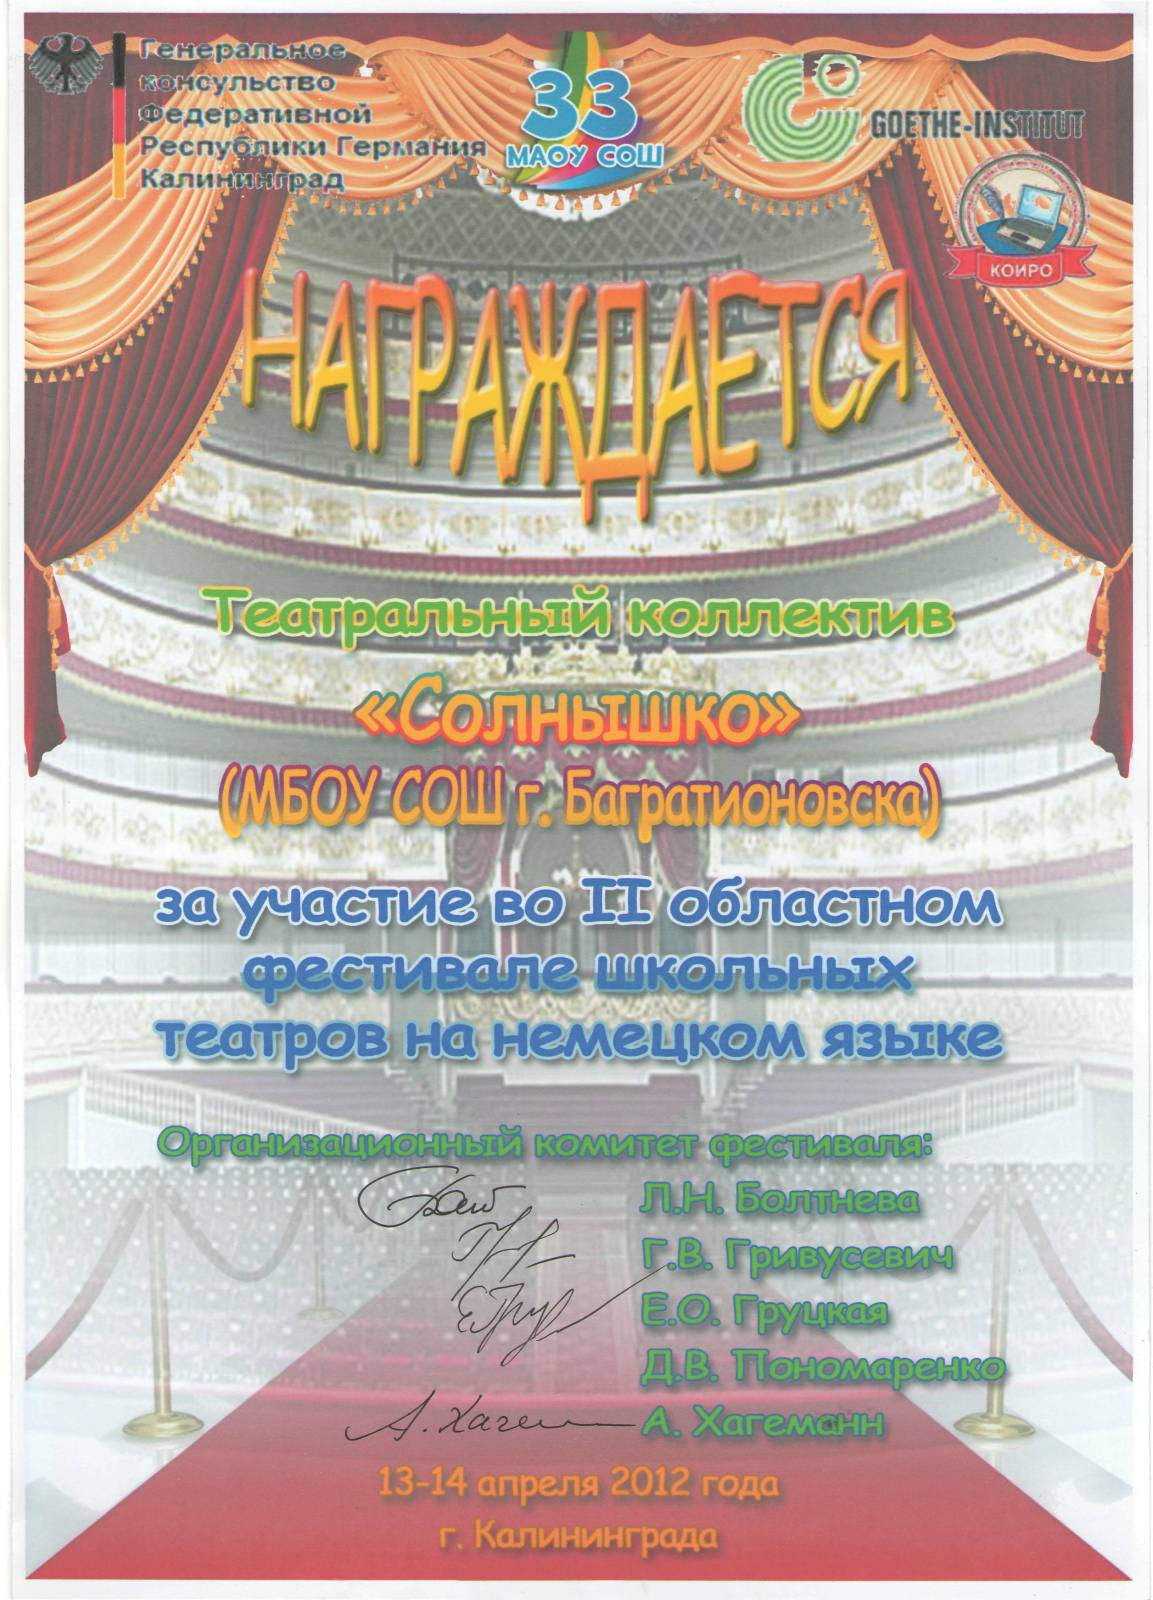 Генеральное
консульство
Федеративной
Республики Германия
Калининград
33
МАОУ СОШ
GOETHE-INSTITUT
КОИРО
НАГРАЖДАЕТСЯ
Театральный коллектив
«Солнышко»
(МБОУ СОШ г. Багратионовска)
за участие во II областном
фестивале школьных
театров на немецком языке
Организационный комитет фестиваля:
Л.Н. Болтнева
Г.В. Гривусевич
Е.О. Груцкая
Д.В. Пономаренко
А. Хагем А. Хагеманн
13-14 апреля 2012 года
г. Калининграда